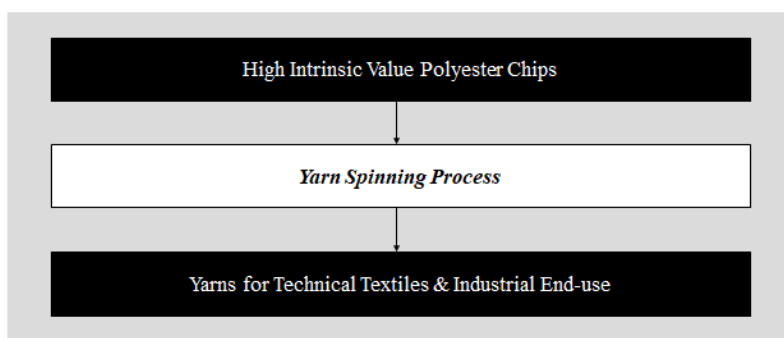 High Intrinsic Value Polyester Chips
Yarn Spinning Process
Yarns for Technical Textiles & Industrial End-use